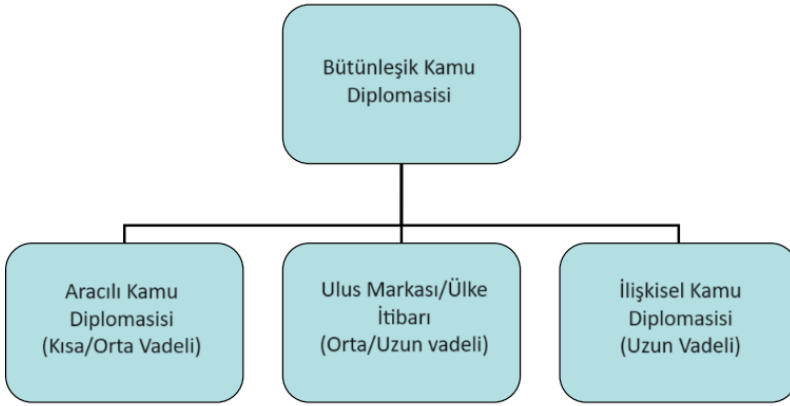 Bütünleşik Kamu
Diplomasisi
Aracılı Kamu
Diplomasisi
(Kısa/Orta Vadeli)
Ulus Markası/Ülke
İtibarı
(Orta/Uzun vadeli)
İlişkisel Kamu
Diplomasisi
(Uzun Vadeli)